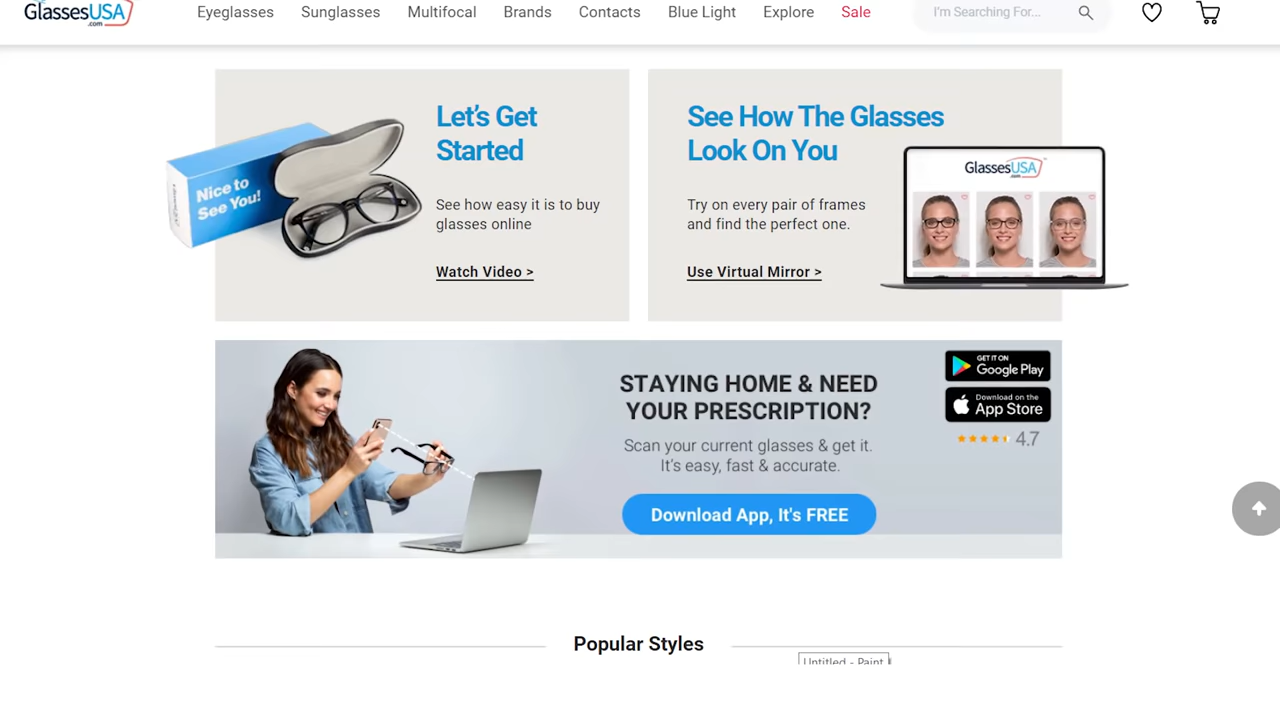 GlassesUSA
.com
Eyeglasses Sunglasses Multifocal Brands Contacts Blue Light Explore Sale
I'm Searching For...
Nice to
See You!
Let's Get
Started
See how easy it is to buy
glasses online
Watch Video >
See How The Glasses
Look On You
Try on every pair of frames
and find the perfect one.
Use Virtual Mirror >
GlassesUSA
.com
STAYING HOME & NEED
YOUR PRESCRIPTION?
Scan your current glasses & get it.
It's easy, fast & accurate.
Download App, It's FREE
GET IT ON
Google Play
Download on the
App Store
4.7
Popular Styles
Untitled - Paint